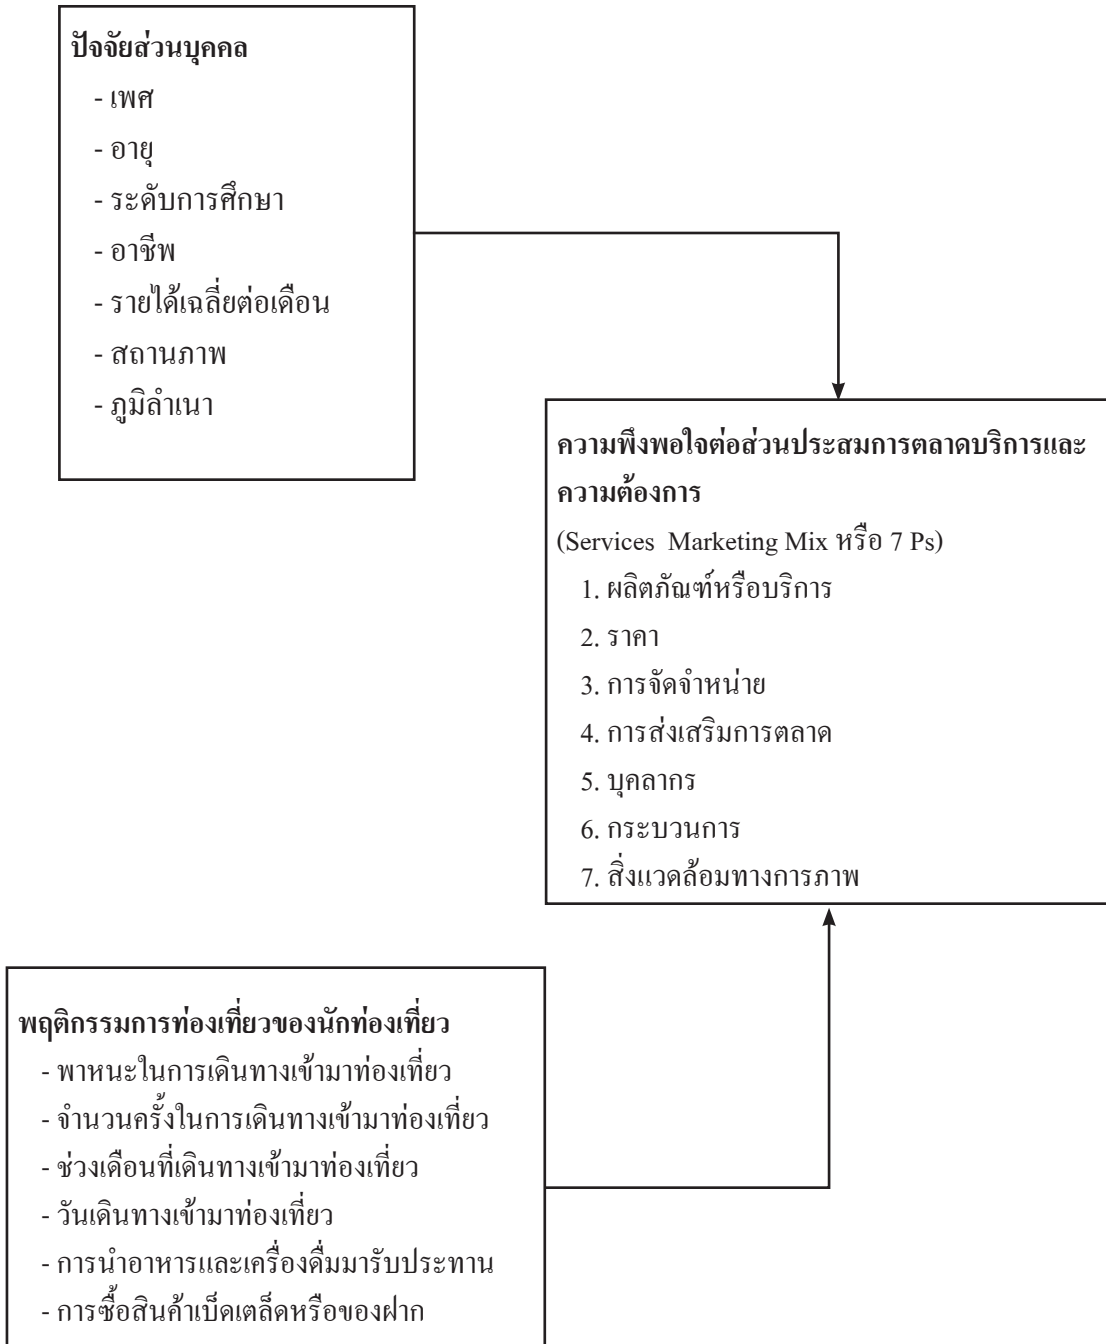 ปัจจัยส่วนบุคคล
- เพศ
- อายุ
- ระดับการศึกษา
- อาชีพ
- รายได้เฉลี่ยต่อเดือน
- สถานภาพ
- ภูมิลำเนา
ความพึงพอใจต่อส่วนประสมการตลาดบริการและ
ความต้องการ
(Services Marketing Mix หรือ 7 Ps)
1. ผลิตภัณฑ์หรือบริการ
2. ราคา
3. การจัดจำหน่าย
4. การส่งเสริมการตลาด
5. บุคลากร
6. กระบวนการ
7. สิ่งแวดล้อมทางการภาพ
พฤติกรรมการท่องเที่ยวของนักท่องเที่ยว
- พาหนะในการเดินทางเข้ามาท่องเที่ยว
- จำนวนครั้งในการเดินทางเข้ามาท่องเที่ยว
- ช่วงเดือนที่เดินทางเข้ามาท่องเที่ยว
- วันเดินทางเข้ามาท่องเที่ยว
- การนำอาหารและเครื่องดื่มมารับประทาน
- การซื้อสินค้าเบ็ดเตล็ดหรือของฝาก